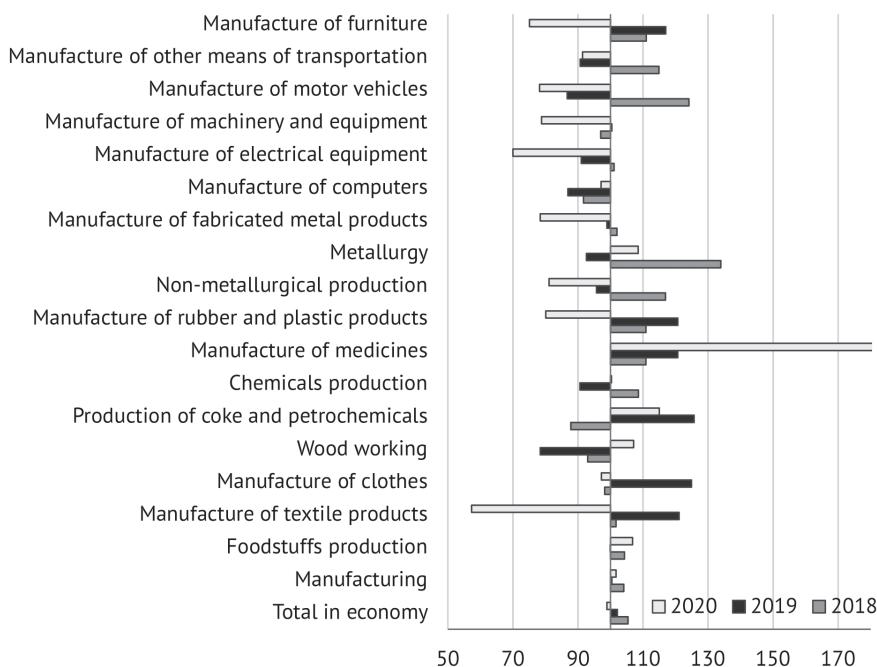 Manufacture of furniture
Manufacture of other means of transportation
Manufacture of motor vehicles
Manufacture of machinery and equipment
Manufacture of electrical equipment
Manufacture of computers
Manufacture of fabricated metal products
Metallurgy
Non-metallurgical production
Manufacture of rubber and plastic products
Manufacture of medicines
Chemicals production
Production of coke and petrochemicals
Wood working
Manufacture of clothes
Manufacture of textile products
Foodstuffs production
Manufacturing
Total in economy
2020 2019 2018
50 70 90 110 130 150 170